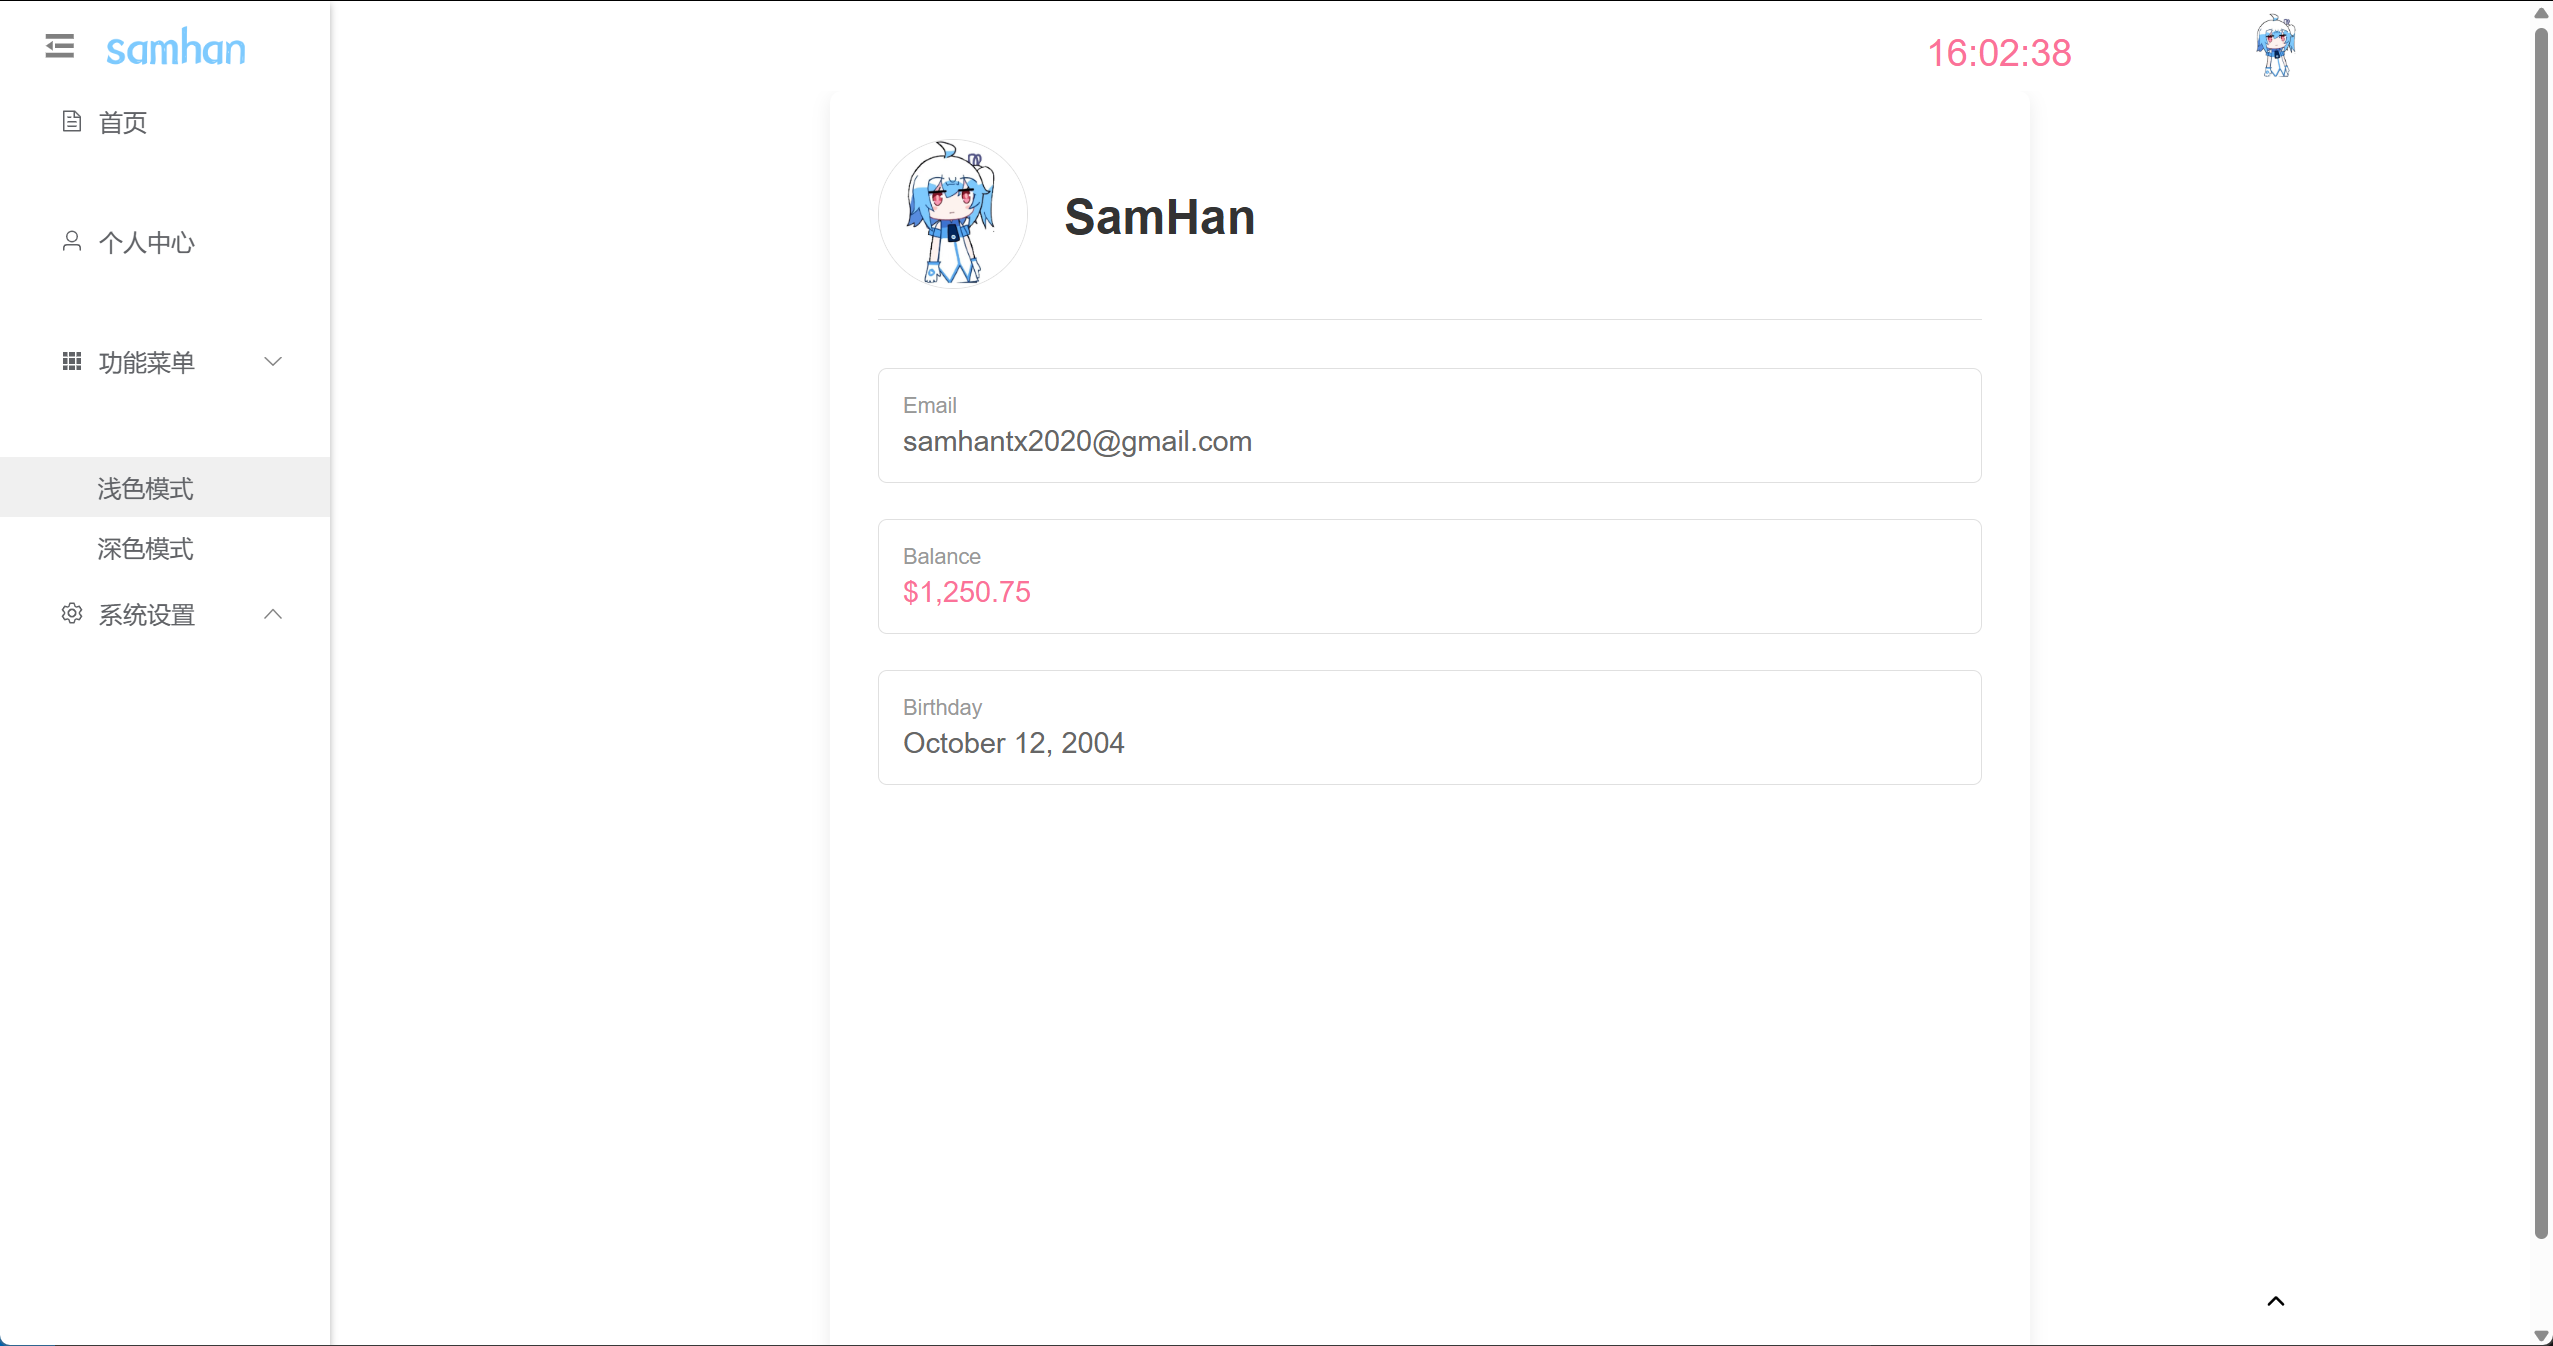 samhan
首页
个人中心
功能菜单
浅色模式
深色模式
系统设置
16:02:38
SamHan
Email
samhantx2020@gmail.com
Balance
$1,250.75
Birthday
October 12, 2004